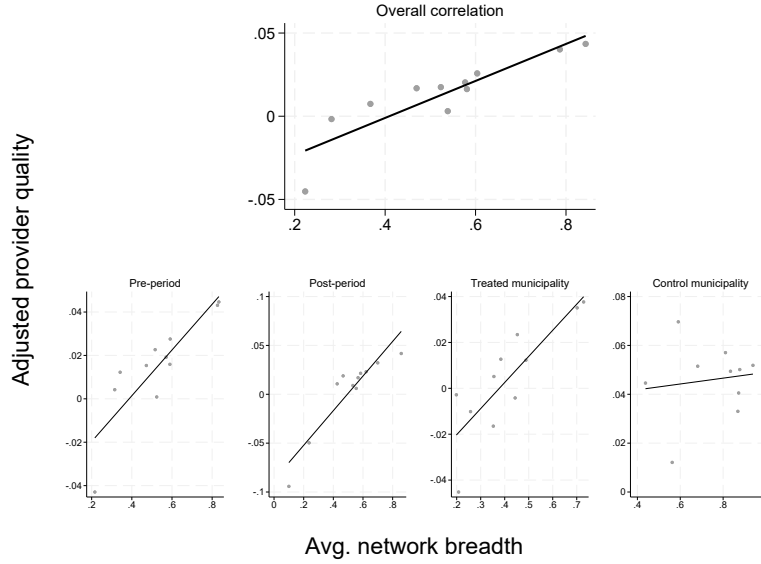 Overall correlation
.05
0
-.05
.2 .4 .6 .8
Adjusted provider quality
Pre-period
.04
.02
0
-.02
-.04
.2 .4 .6 .8
Post-period
.1
.05
0
-.05
-.1
0 .2 .4 .6 .8
Treated municipality
.04
.02
0
-.02
-.04
.2 .3 .4 .5 .6 .7
Control municipality
.08
.06
.04
.02
0
.4 .6 .8
Avg. network breadth